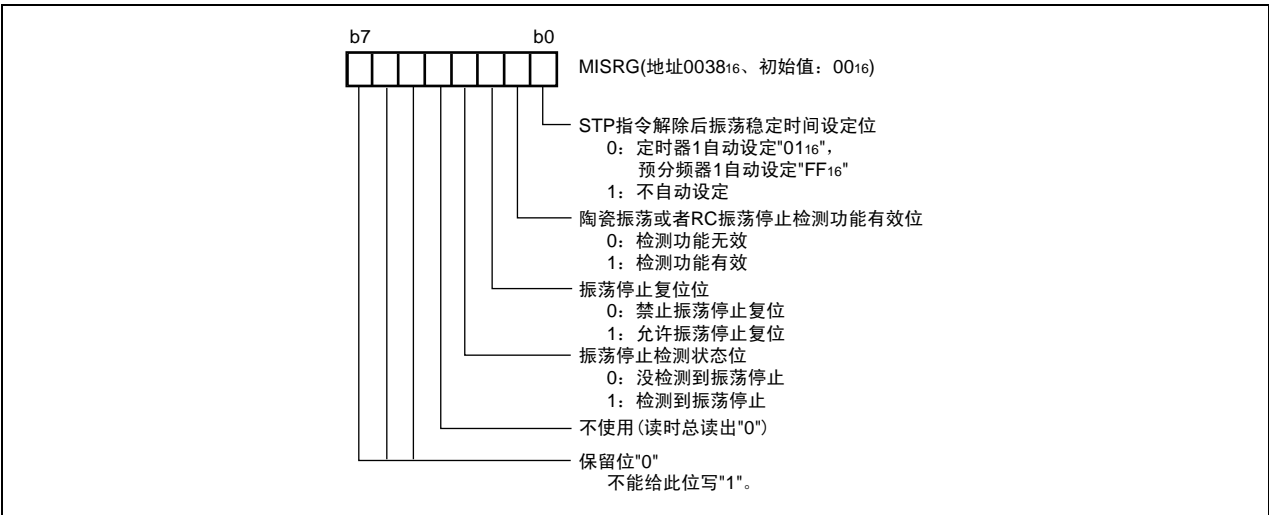 b7 b0
MISRG(地址0038₁₆、初始值：00₁₆)
STP指令解除后振荡稳定时间设定位
0：定时器1自动设定"01₁₆"，
预分频器1自动设定"FF₁₆"
1：不自动设定
陶瓷振荡或者RC振荡停止检测功能有效位
0：检测功能无效
1：检测功能有效
振荡停止复位位
0：禁止振荡停止复位
1：允许振荡停止复位
振荡停止检测状态位
0：没检测到振荡停止
1：检测到振荡停止
不使用(读时总读出"0")
保留位"0"
不能给此位写"1"。